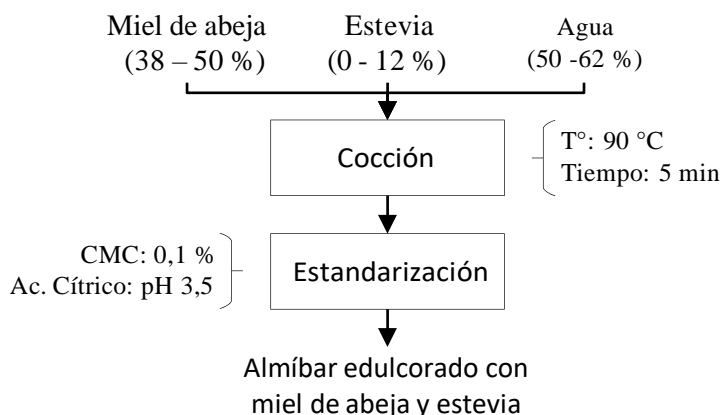 Miel de abeja
(38 – 50 %)
Estevia
(0 - 12%)
Agua
(50 -62 %)
Cocción
T°: 90 °C
Tiempo: 5 min
CMC: 0,1 %
Ac. Cítrico: pH 3,5
Estandarización
Almíbar edulcorado con
miel de abeja y estevia